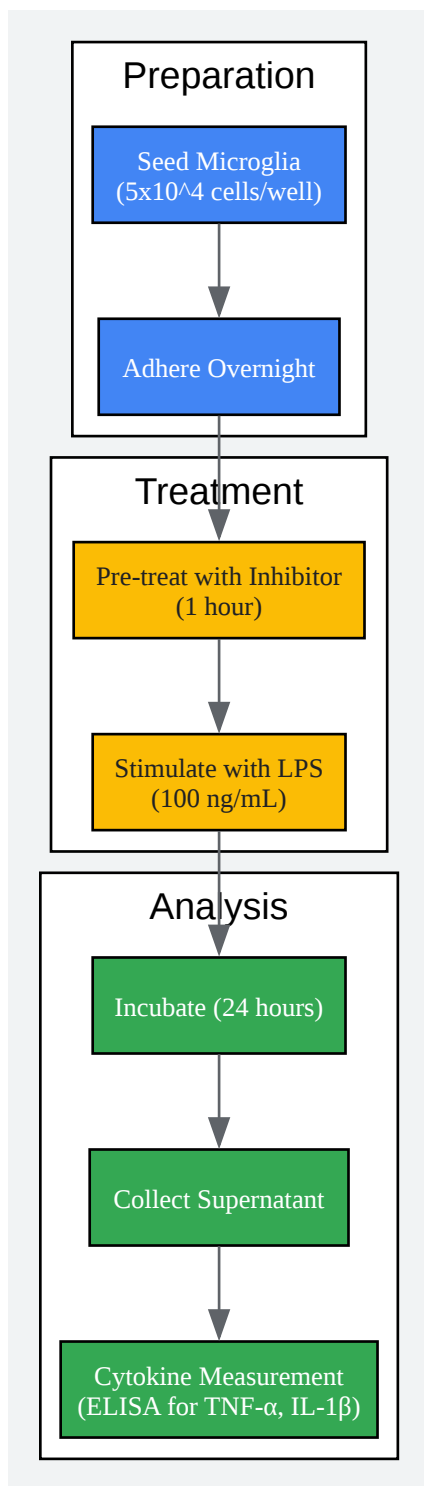 Preparation
Seed Microglia
(5x10^4 cells/well)
Adhere Overnight
Treatment
Pre-treat with Inhibitor
(1 hour)
Stimulate with LPS
(100 ng/mL)
Analysis
Incubate (24 hours)
Collect Supernatant
Cytokine Measurement
(ELISA for TNF-α, IL-1β)